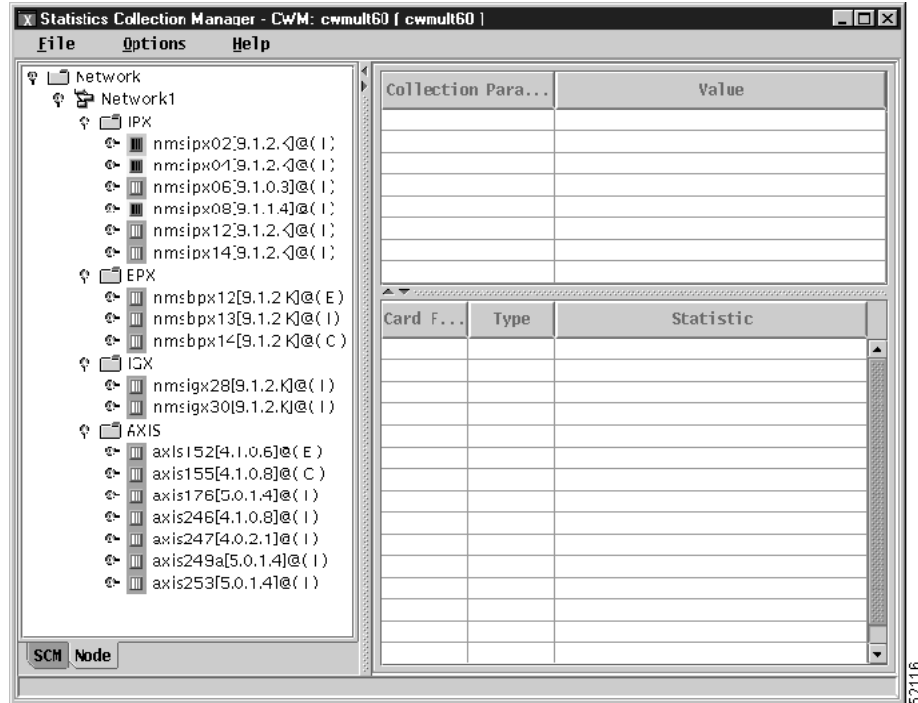 Statistics Collection Manager - CWM: cwmult60 [ cwmult60 ]
File Options Help
Network
Network1
IPX
nmsipx02[9.1.2.K]@( I )
nmsipx04[9.1.2.K]@( I )
nmsipx06[9.1.0.3]@( I )
nmsipx08[9.1.1.4]@( I )
nmsipx12[9.1.2.K]@( I )
nmsipx14[9.1.2.K]@( I )
BPX
nmsbpx12[9.1.2.K]@( E )
nmsbpx13[9.1.2.K]@( I )
nmsbpx14[9.1.2.K]@( C )
IGX
nmsigx28[9.1.2.K]@( I )
nmsigx30[9.1.2.K]@( I )
AXIS
axis152[4.1.0.6]@( E )
axis155[4.1.0.8]@( C )
axis176[5.0.1.4]@( I )
axis246[4.1.0.8]@( I )
axis247[4.0.2.1]@( I )
axis249a[5.0.1.4]@( I )
axis253[5.0.1.4]@( I )
SCM Node
Collection Para... Value
Card F... Type Statistic
52116